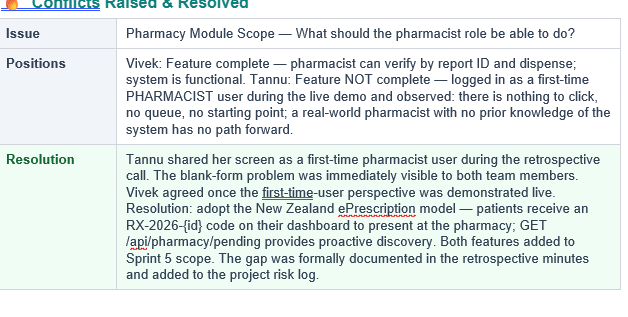 Conflicts Raised & Resolved
Issue
Pharmacy Module Scope — What should the pharmacist role be able to do?
Positions
Vivek: Feature complete — pharmacist can verify by report ID and dispense;
system is functional. Tannu: Feature NOT complete — logged in as a first-time
PHARMACIST user during the live demo and observed: there is nothing to click,
no queue, no starting point; a real-world pharmacist with no prior knowledge of the
system has no path forward.
Resolution
Tannu shared her screen as a first-time pharmacist user during the retrospective
call. The blank-form problem was immediately visible to both team members.
Vivek agreed once the first-time-user perspective was demonstrated live.
Resolution: adopt the New Zealand ePrescription model — patients receive an
RX-2026-{id} code on their dashboard to present at the pharmacy; GET
/api/pharmacy/pending provides proactive discovery. Both features added to
Sprint 5 scope. The gap was formally documented in the retrospective minutes
and added to the project risk log.